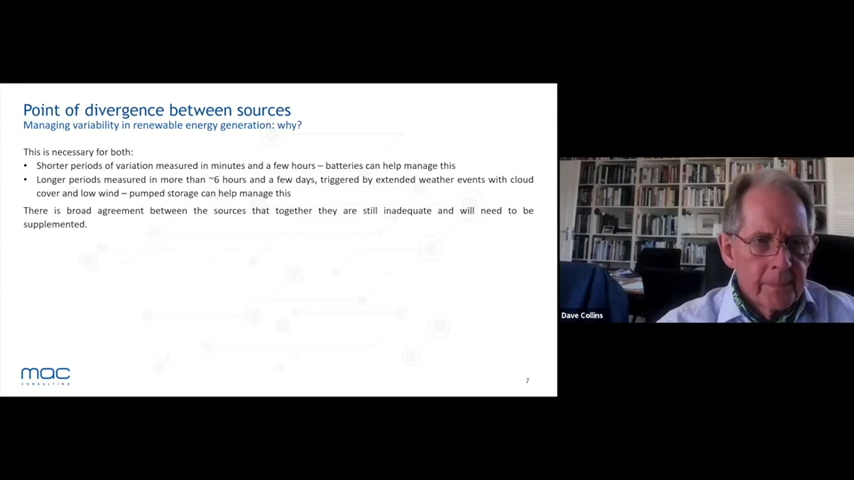 Point of divergence between sources
Managing variability in renewable energy generation: why?
This is necessary for both:
• Shorter periods of variation measured in minutes and a few hours – batteries can help manage this
• Longer periods measured in more than ~6 hours and a few days, triggered by extended weather events with cloud
cover and low wind – pumped storage can help manage this
There is broad agreement between the sources that together they are still inadequate and will need to be
supplemented.
Dave Collins
mac
CONSULTING
7